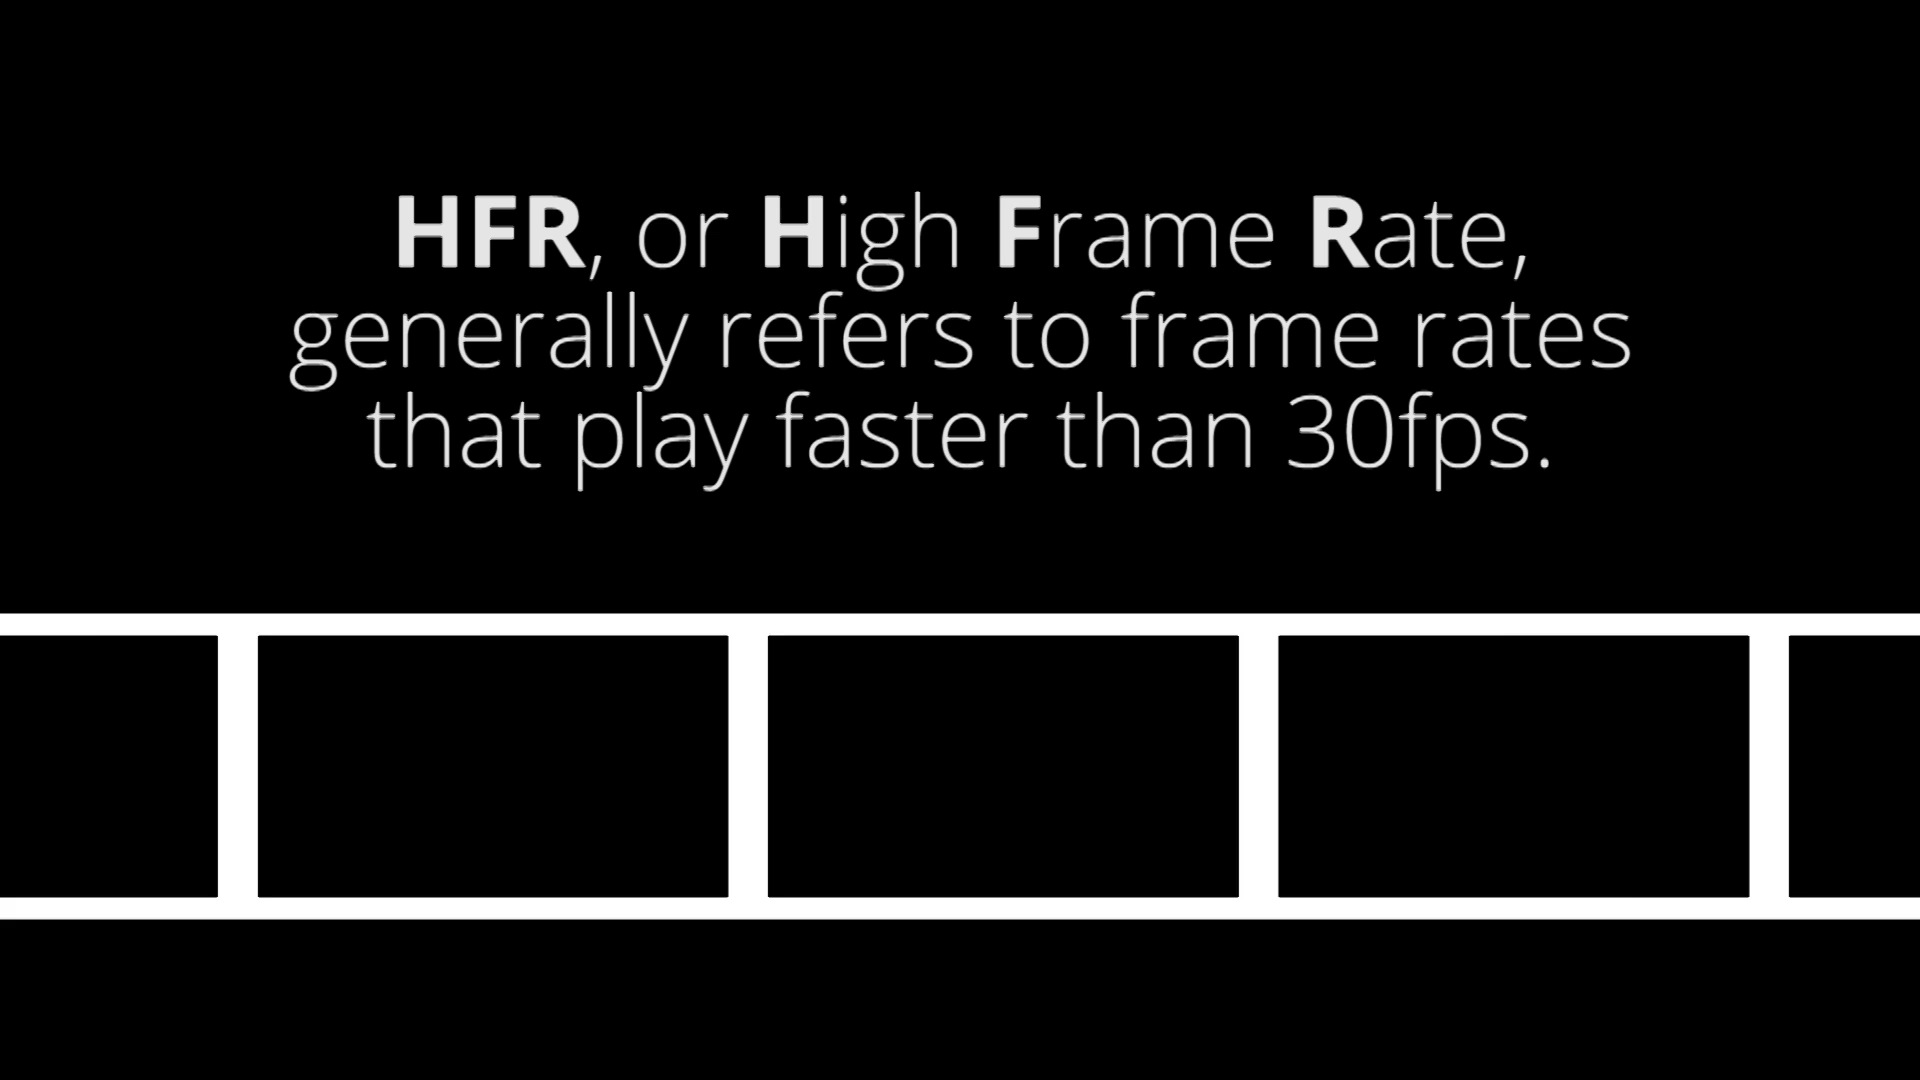 HFR, or High Frame Rate,
generally refers to frame rates
that play faster than 30fps.